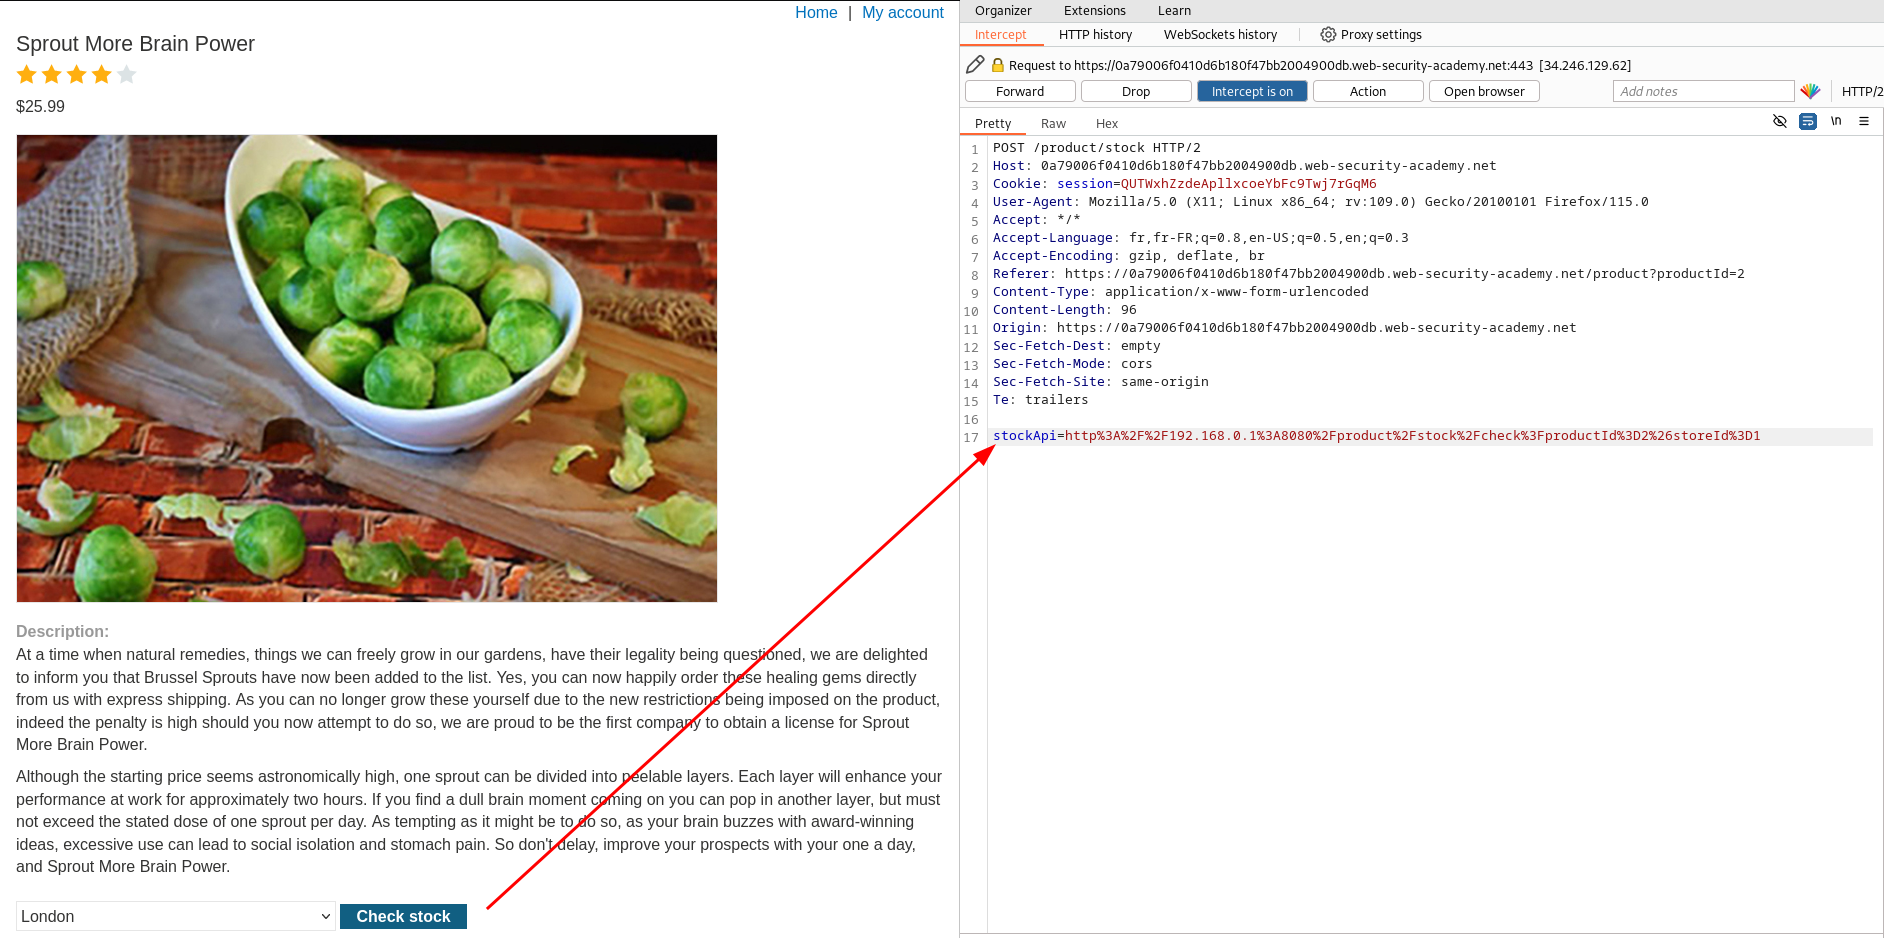 Home | My account
Sprout More Brain Power
$25.99
Description:
At a time when natural remedies, things we can freely grow in our gardens, have their legality being questioned, we are delighted
to inform you that Brussel Sprouts have now been added to the list. Yes, you can now happily order these healing gems directly
from us with express shipping. As you can no longer grow these yourself due to the new restrictions being imposed on the product,
indeed the penalty is high should you now attempt to do so, we are proud to be the first company to obtain a license for Sprout
More Brain Power.
Although the starting price seems astronomically high, one sprout can be divided into peelable layers. Each layer will enhance your
performance at work for approximately two hours. If you find a dull brain moment coming on you can pop in another layer, but must
not exceed the stated dose of one sprout per day. As tempting as it might be to do so, as your brain buzzes with award-winning
ideas, excessive use can lead to social isolation and stomach pain. So don't delay, improve your prospects with your one a day,
and Sprout More Brain Power.
London Check stock
Organizer Extensions Learn
Intercept HTTP history WebSockets history Proxy settings
Request to https://0a79006f0410d6b180f47bb2004900db.web-security-academy.net:443 [34.246.129.62]
Forward Drop Intercept is on Action Open browser Add notes HTTP/2
Pretty Raw Hex \n
1 POST /product/stock HTTP/2
2 Host: 0a79006f0410d6b180f47bb2004900db.web-security-academy.net
3 Cookie: session=QUTWxhZzdeApllxcoeYbFc9Twj7rGqM6
4 User-Agent: Mozilla/5.0 (X11; Linux x86_64; rv:109.0) Gecko/20100101 Firefox/115.0
5 Accept: */*
6 Accept-Language: fr,fr-FR;q=0.8,en-US;q=0.5,en;q=0.3
7 Accept-Encoding: gzip, deflate, br
8 Referer: https://0a79006f0410d6b180f47bb2004900db.web-security-academy.net/product?productId=2
9 Content-Type: application/x-www-form-urlencoded
10 Content-Length: 96
11 Origin: https://0a79006f0410d6b180f47bb2004900db.web-security-academy.net
12 Sec-Fetch-Dest: empty
13 Sec-Fetch-Mode: cors
14 Sec-Fetch-Site: same-origin
15 Te: trailers
16
17 stockApi=http%3A%2F%2F192.168.0.1%3A8080%2Fproduct%2Fstock%2Fcheck%3FproductId%3D2%26storeId%3D1